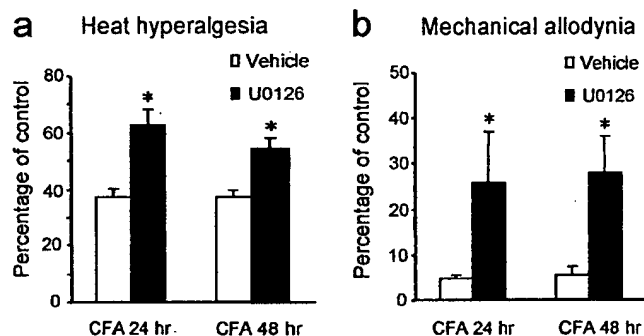 a Heat hyperalgesia
Vehicle
U0126
Percentage of control
80
60
40
20
0
*
*
CFA 24 hr
CFA 48 hr
b Mechanical allodynia
Vehicle
U0126
Percentage of control
50
40
30
20
10
0
*
*
CFA 24 hr
CFA 48 hr